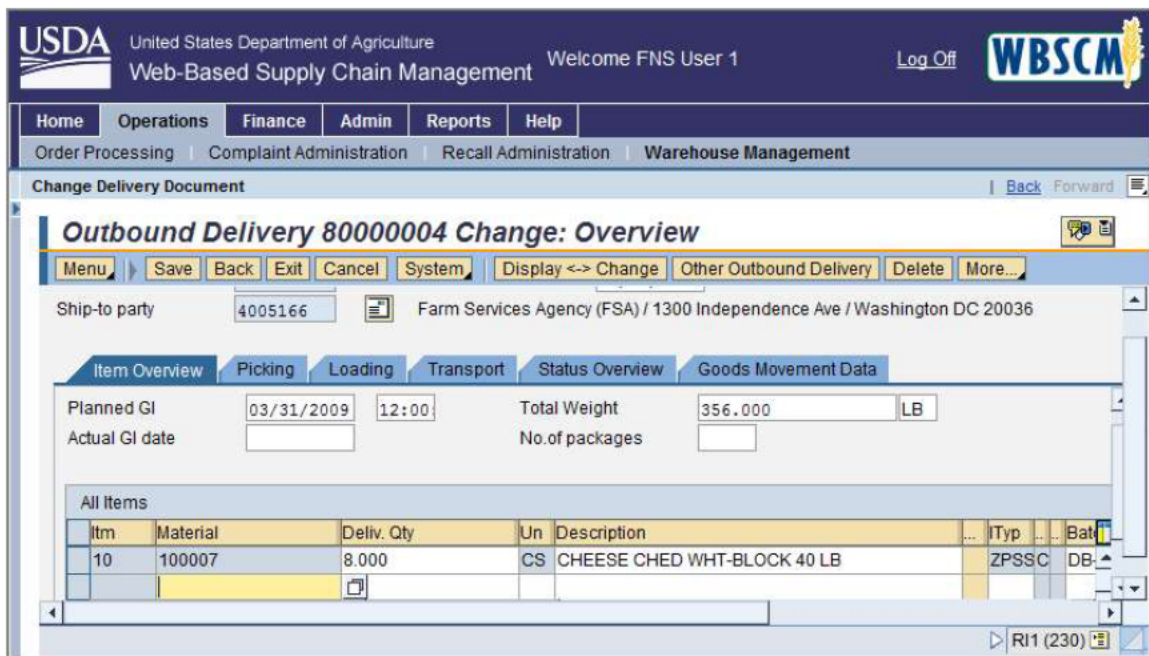 USDA United States Department of Agriculture
Web-Based Supply Chain Management Welcome FNS User 1 Log Off WBSCM
Home Operations Finance Admin Reports Help
Order Processing Complaint Administration Recall Administration Warehouse Management
Change Delivery Document Back Forward
Outbound Delivery 80000004 Change: Overview
Menu Save Back Exit Cancel System Display <-> Change Other Outbound Delivery Delete More...
Ship-to party 4005166 Farm Services Agency (FSA) / 1300 Independence Ave / Washington DC 20036
Item Overview Picking Loading Transport Status Overview Goods Movement Data
Planned GI 03/31/2009 12:00 Total Weight 356.000 LB
Actual GI date No.of packages
All Items
Itm Material Deliv. Qty Un Description ... ITyp .. .. Batc
10 100007 8.000 CS CHEESE CHED WHT-BLOCK 40 LB ZPSS C DB-
RI1 (230)